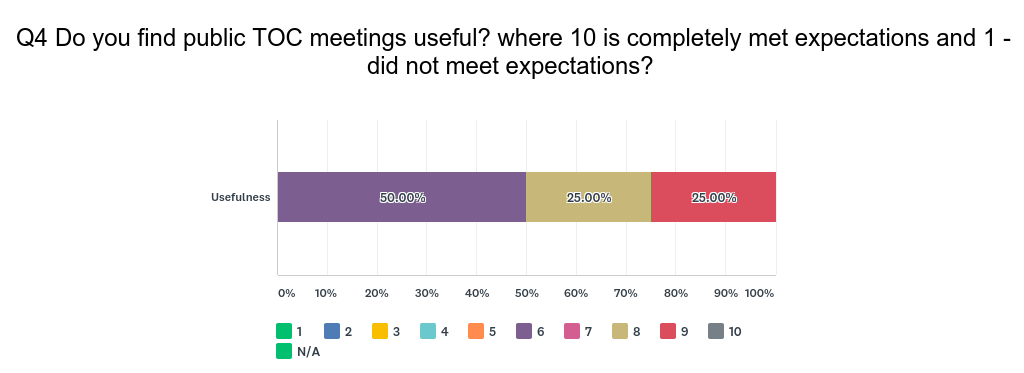 Q4 Do you find public TOC meetings useful? where 10 is completely met expectations and 1 -
did not meet expectations?
Usefulness 50.00% 25.00% 25.00%
0% 10% 20% 30% 40% 50% 60% 70% 80% 90% 100%
1 2 3 4 5 6 7 8 9 10
N/A